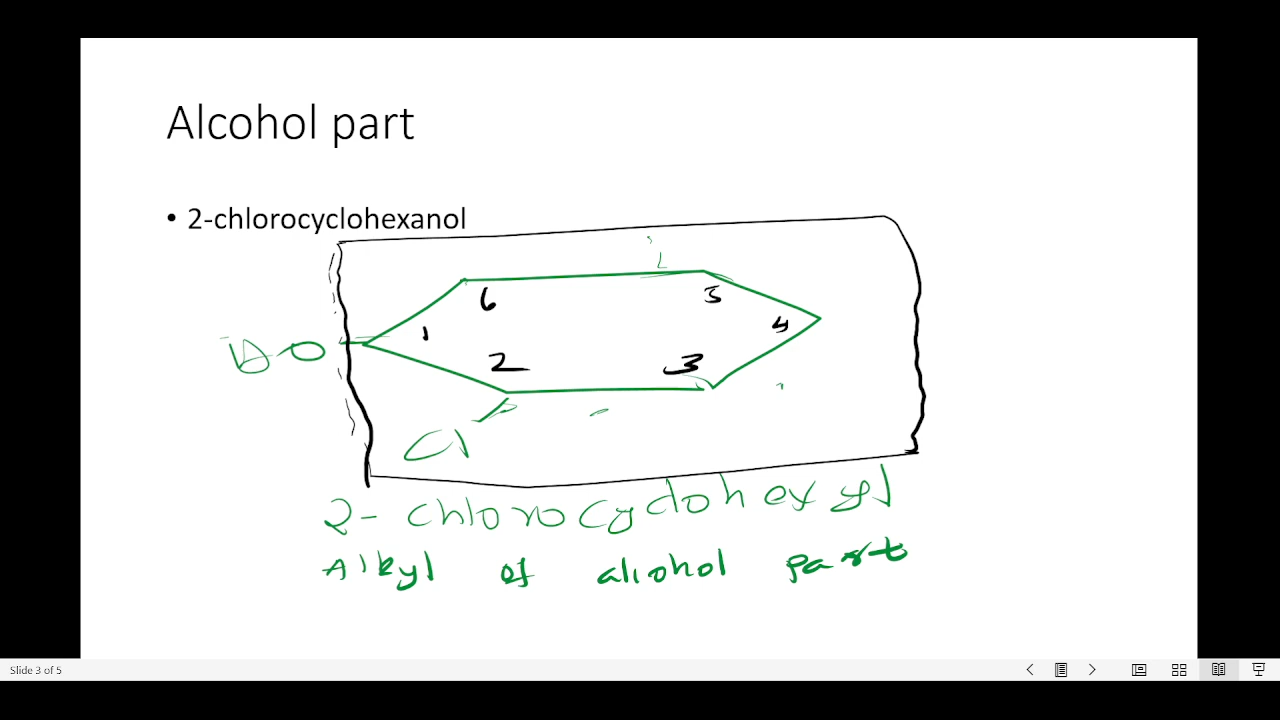 Alcohol part
• 2-chlorocyclohexanol
6
5
1
4
HO
2
3
Cl
2- chlorocyclohexyl
Alkyl of alcohol part
Slide 3 of 5